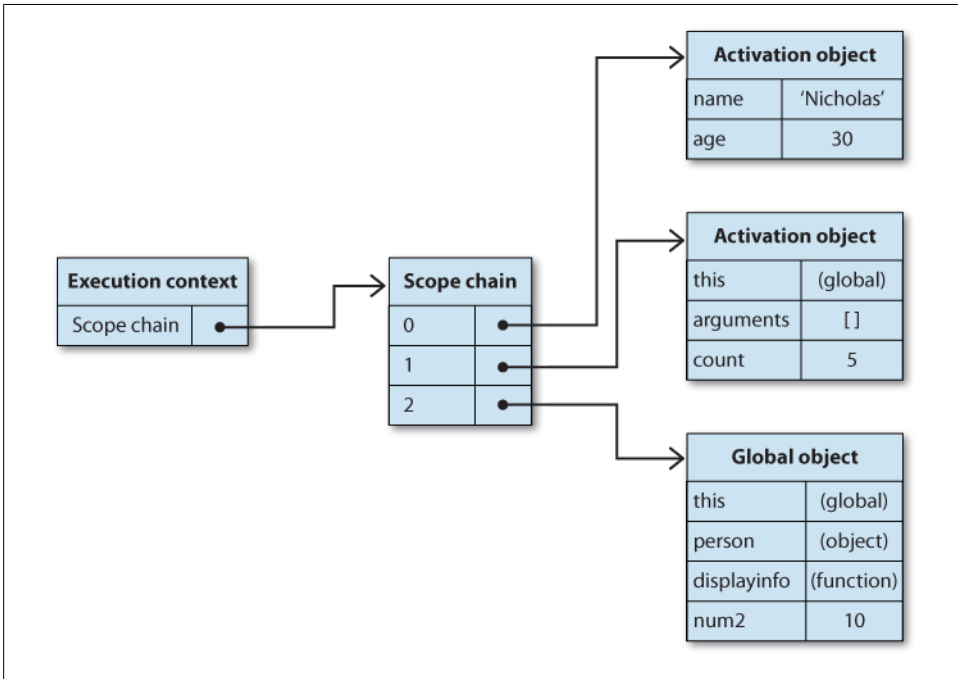 Execution context
Scope chain
Scope chain
0
1
2
Activation object
name ‘Nicholas’
age 30
Activation object
this (global)
arguments [ ]
count 5
Global object
this (global)
person (object)
displayinfo (function)
num2 10